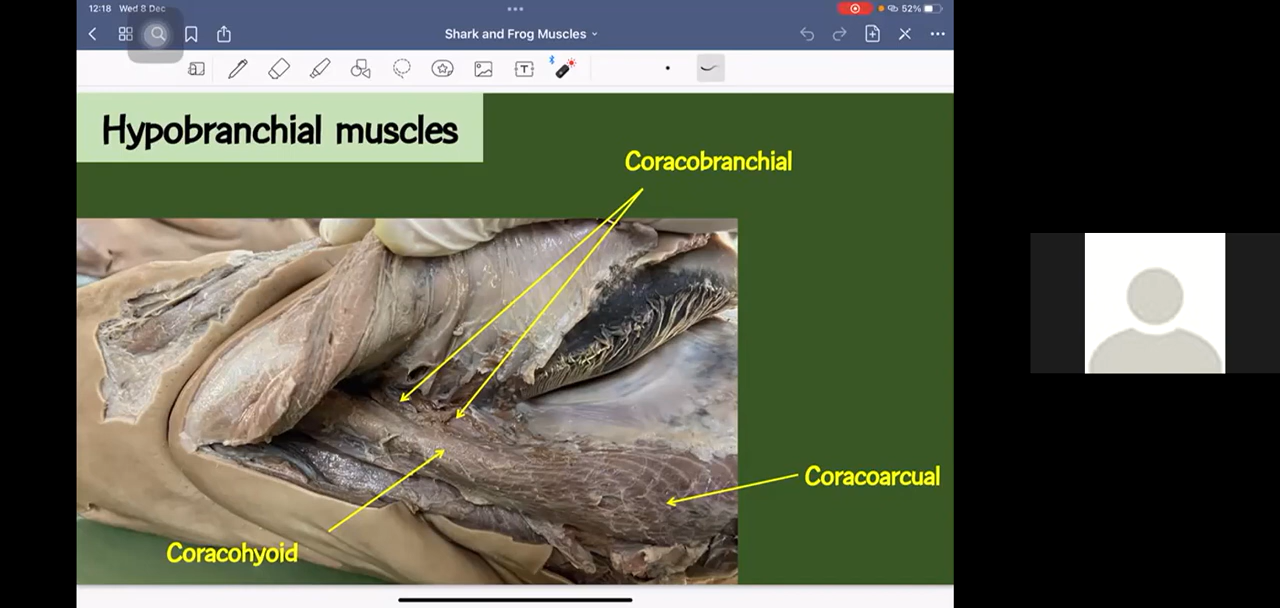 12:18 Wed 8 Dec
52%
Shark and Frog Muscles
T
Hypobranchial muscles
Coracobranchial
Coracoarcual
Coracohyoid